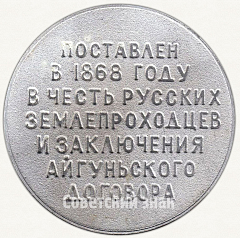 ПОСТАВЛЕН
В 1868 ГОДУ
В ЧЕСТЬ РУССКИХ
ЗЕМЛЕПРОХОДЦЕВ
И ЗАКЛЮЧЕНИЯ
АЙГУНЬСКОГО
ДОГОВОРА
Советский знак